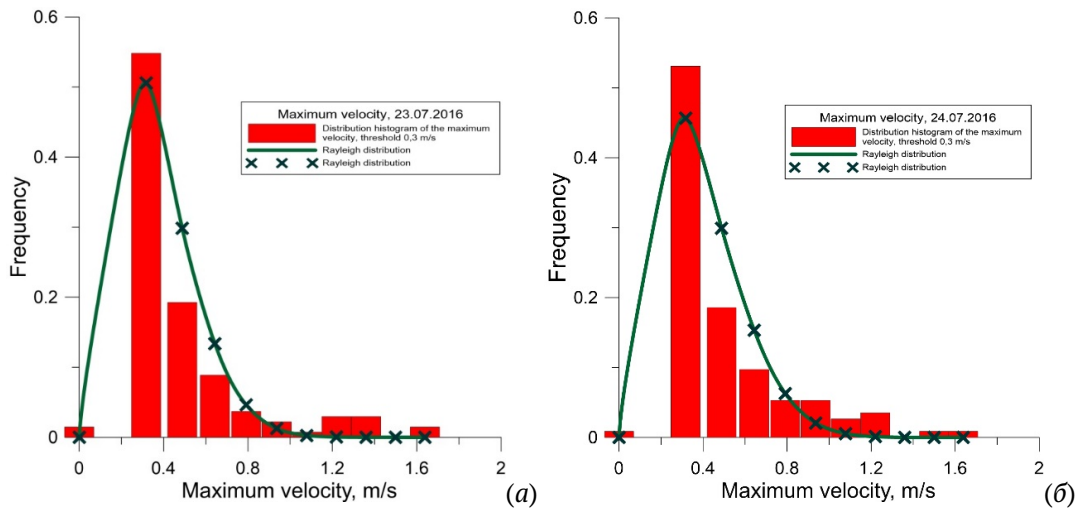 0.6
0.4
0.2
0
Frequency
Maximum velocity, 23.07.2016
Distribution histogram of the maximum
velocity, threshold 0,3 m/s
Rayleigh distribution
Rayleigh distribution
0 0.4 0.8 1.2 1.6 2
Maximum velocity, m/s
(а)
0.6
0.4
0.2
0
Frequency
Maximum velocity, 24.07.2016
Distribution histogram of the maximum
velocity, threshold 0,3 m/s
Rayleigh distribution
Rayleigh distribution
0 0.4 0.8 1.2 1.6 2
Maximum velocity, m/s
(б)